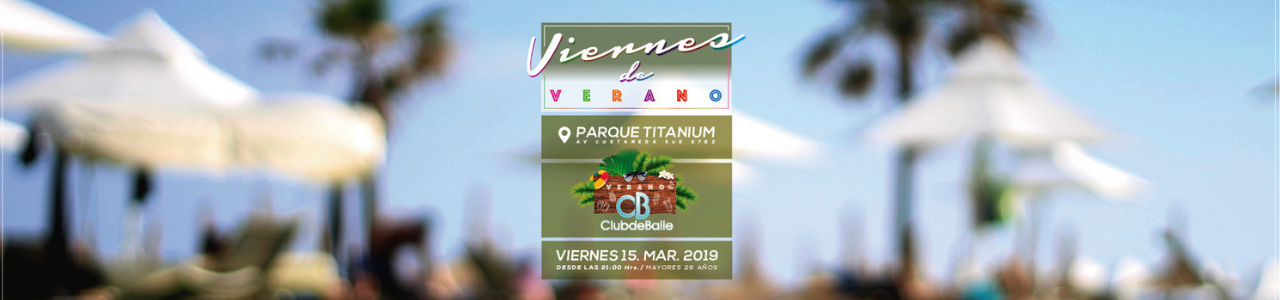 Viernes
de
VERANO
PARQUE TITANIUM
AV COSTANERA SUR 2762
VERANO
CB
ClubdeBaile
VIERNES 15. MAR. 2019
DESDE LAS 21:00 Hrs./ MAYORES 26 AÑOS